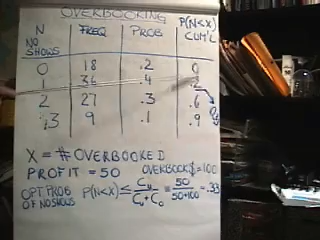 OVERBOOKING
N NO SHOWS FREQ PROB P(N<X) CUM'L
0 18 .2 0
1 36 .4 .2
2 27 .3 .6
3 9 .1 .9
X = # OVERBOOKED
PROFIT = 50 OVERBOOK $ = 100
OPT PROB OF NO SHOWS P(N<X) ≤ Cu / Cu + Co = 50 / 50+100 = .33